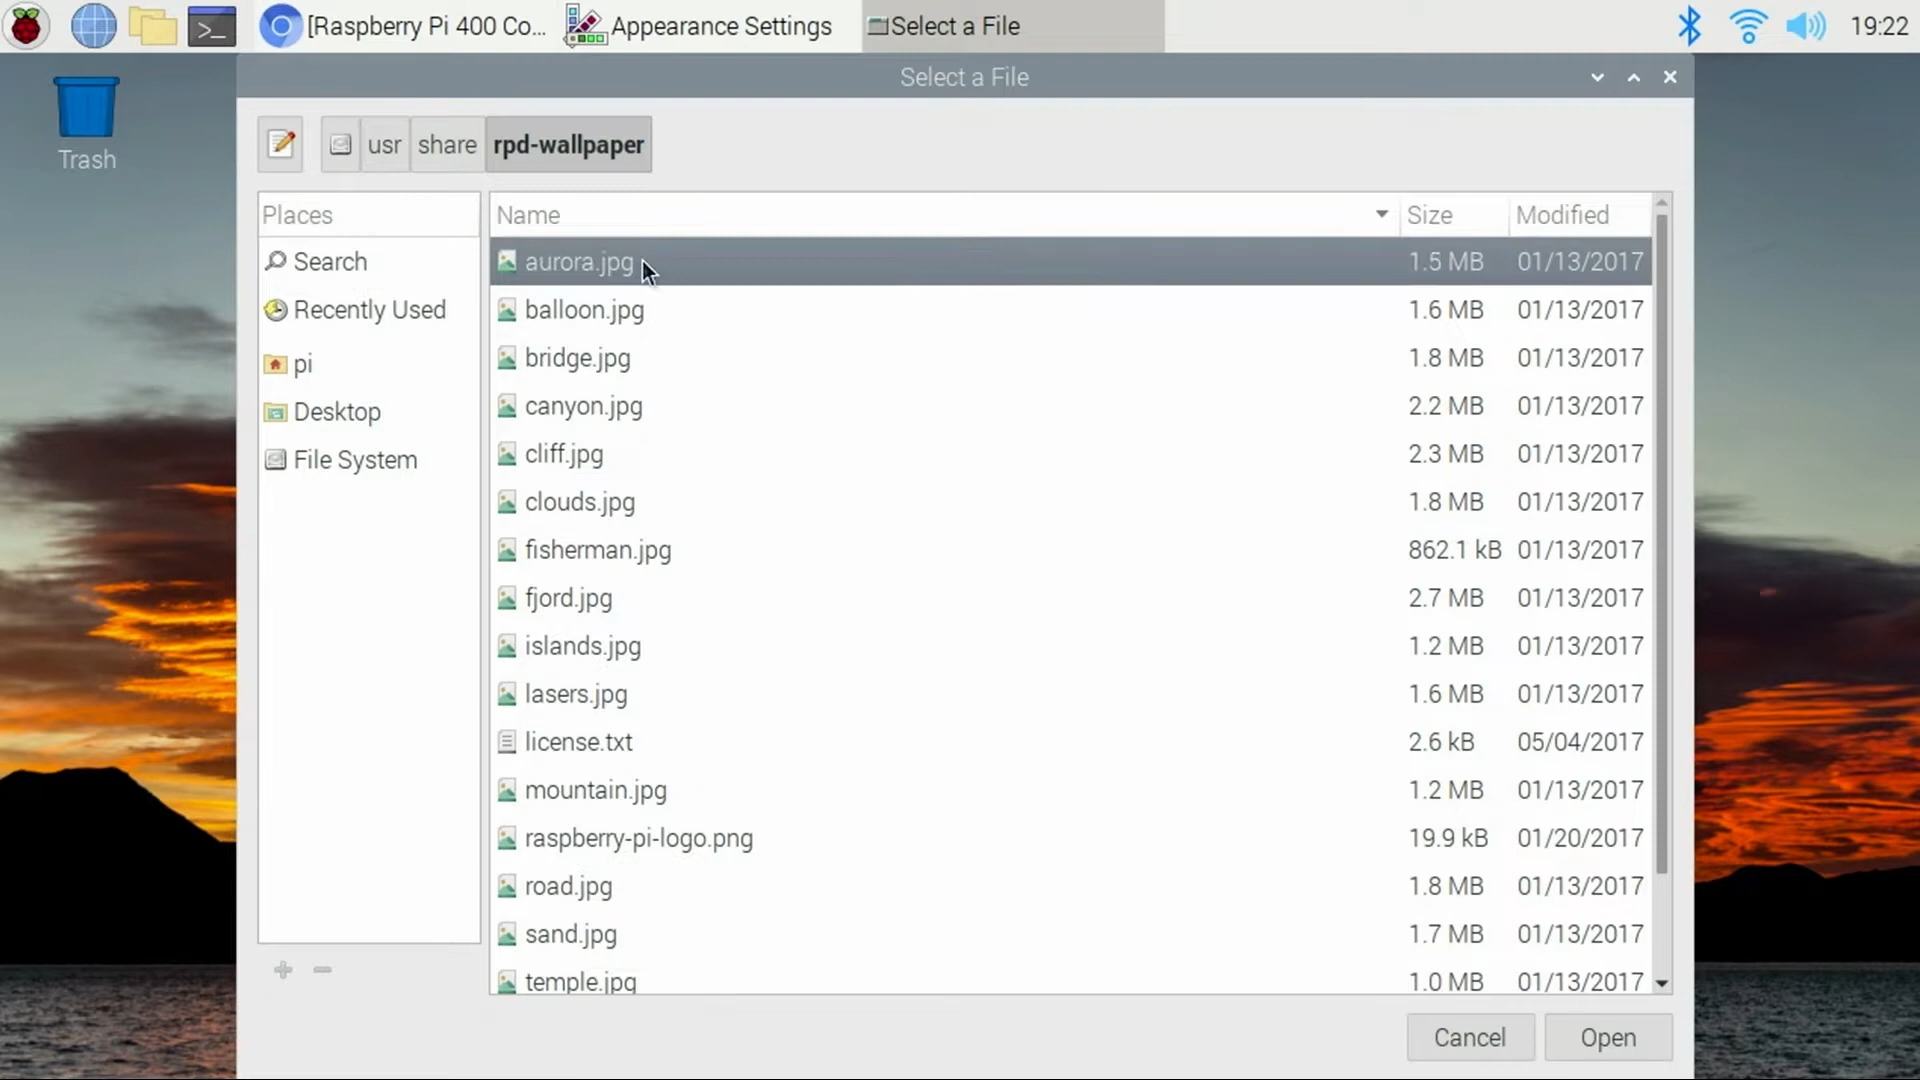 [Raspberry Pi 400 Co... Appearance Settings Select a File 19:22
Select a File
Trash
usr share rpd-wallpaper
Places
Search
Recently Used
pi
Desktop
File System
Name Size Modified
aurora.jpg 1.5 MB 01/13/2017
balloon.jpg 1.6 MB 01/13/2017
bridge.jpg 1.8 MB 01/13/2017
canyon.jpg 2.2 MB 01/13/2017
cliff.jpg 2.3 MB 01/13/2017
clouds.jpg 1.8 MB 01/13/2017
fisherman.jpg 862.1 kB 01/13/2017
fjord.jpg 2.7 MB 01/13/2017
islands.jpg 1.2 MB 01/13/2017
lasers.jpg 1.6 MB 01/13/2017
license.txt 2.6 kB 05/04/2017
mountain.jpg 1.2 MB 01/13/2017
raspberry-pi-logo.png 19.9 kB 01/20/2017
road.jpg 1.8 MB 01/13/2017
sand.jpg 1.7 MB 01/13/2017
temple.jpg 1.0 MB 01/13/2017
Cancel Open